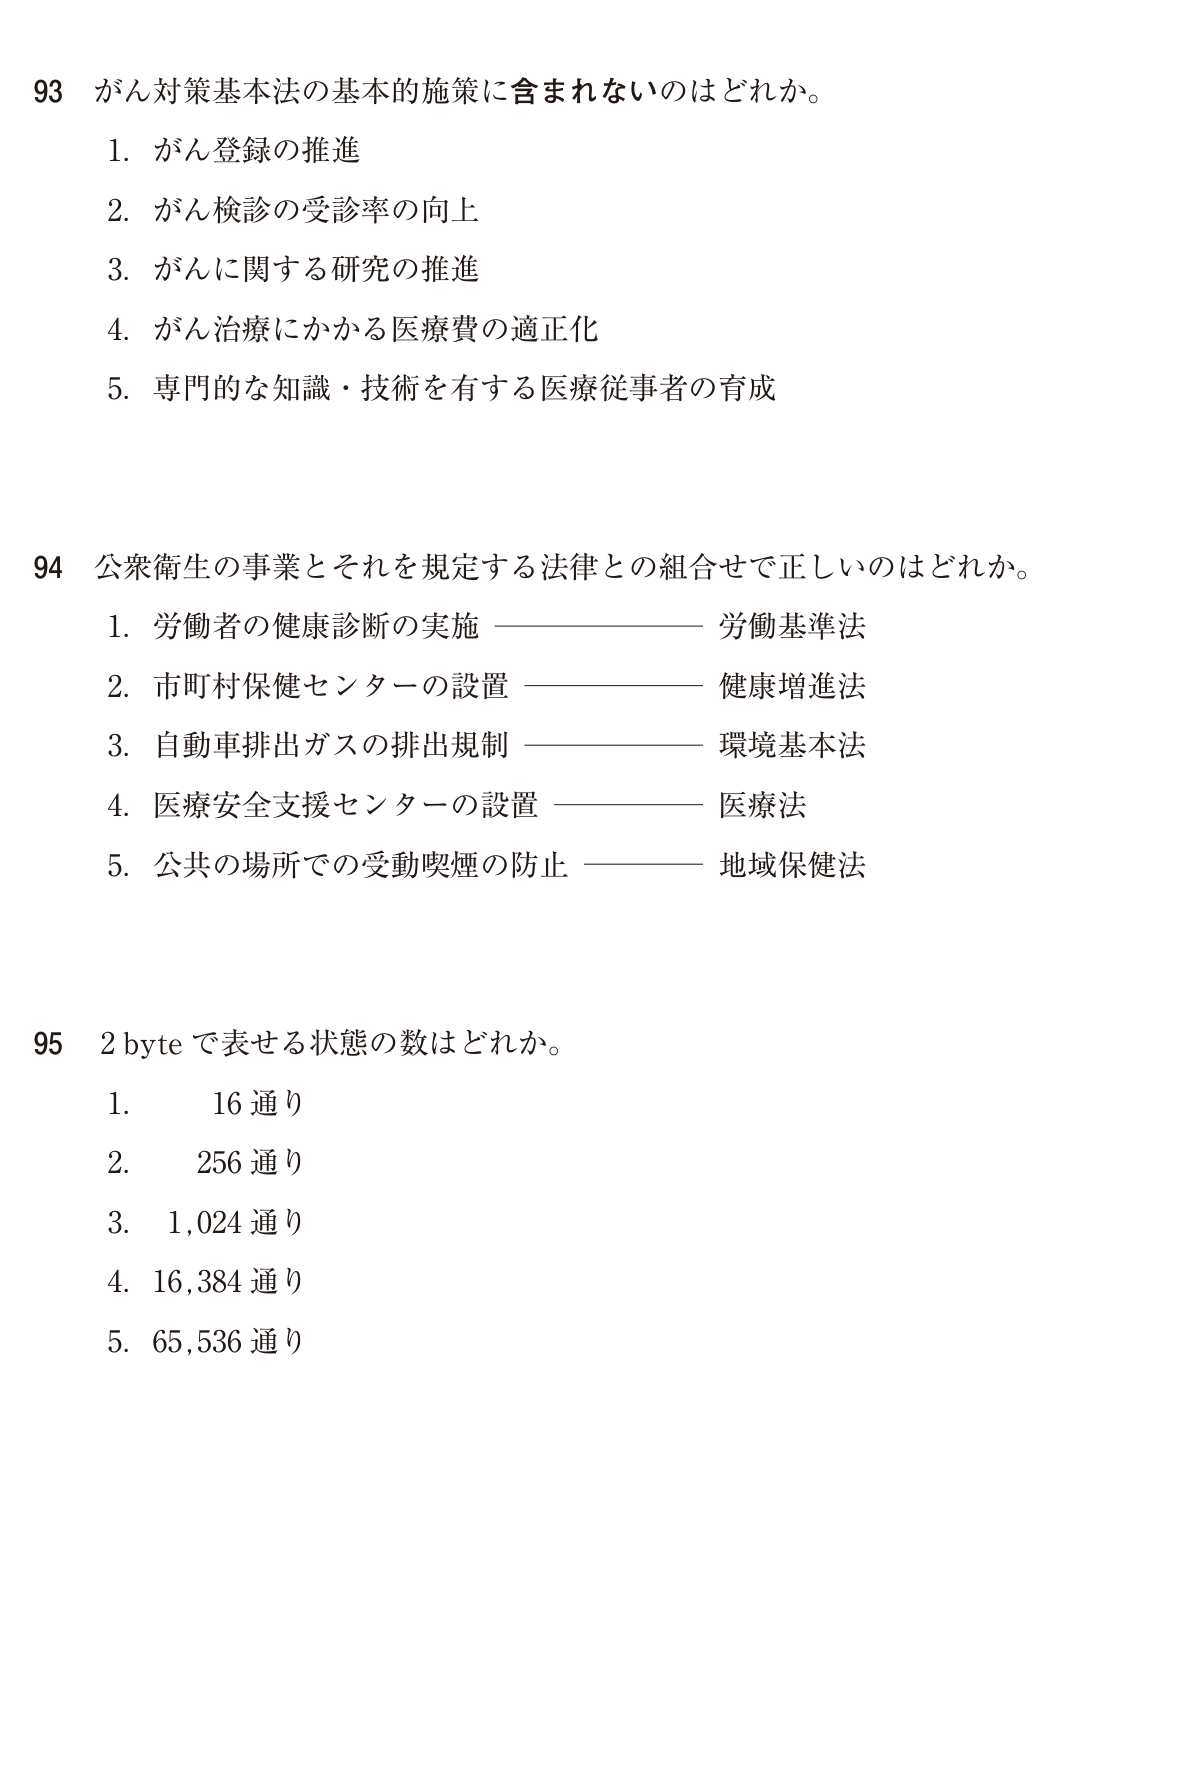 93 がん対策基本法の基本的施策に含まれないのはどれか。
1. がん登録の推進
2. がん検診の受診率の向上
3. がんに関する研究の推進
4. がん治療にかかる医療費の適正化
5. 専門的な知識・技術を有する医療従事者の育成
94 公衆衛生の事業とそれを規定する法律との組合せで正しいのはどれか。
1. 労働者の健康診断の実施 ——————— 労働基準法
2. 市町村保健センターの設置 —————— 健康増進法
3. 自動車排出ガスの排出規制 —————— 環境基本法
4. 医療安全支援センターの設置 ————— 医療法
5. 公共の場所での受動喫煙の防止 ———— 地域保健法
95 2 byte で表せる状態の数はどれか。
1. 16 通り
2. 256 通り
3. 1,024 通り
4. 16,384 通り
5. 65,536 通り